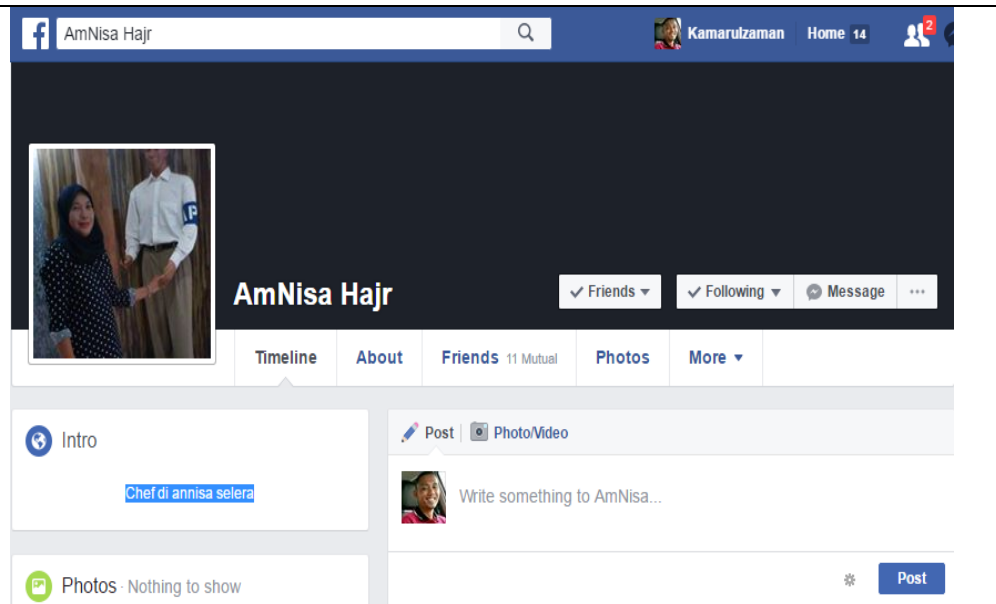 f AmNisa Hajr Kamarulzaman Home 14 2
P
AmNisa Hajr Friends Following Message ...
Timeline About Friends 11 Mutual Photos More
Intro
Chef di annisa selera
Photos · Nothing to show
Post Photo/Video
Write something to AmNisa...
Post